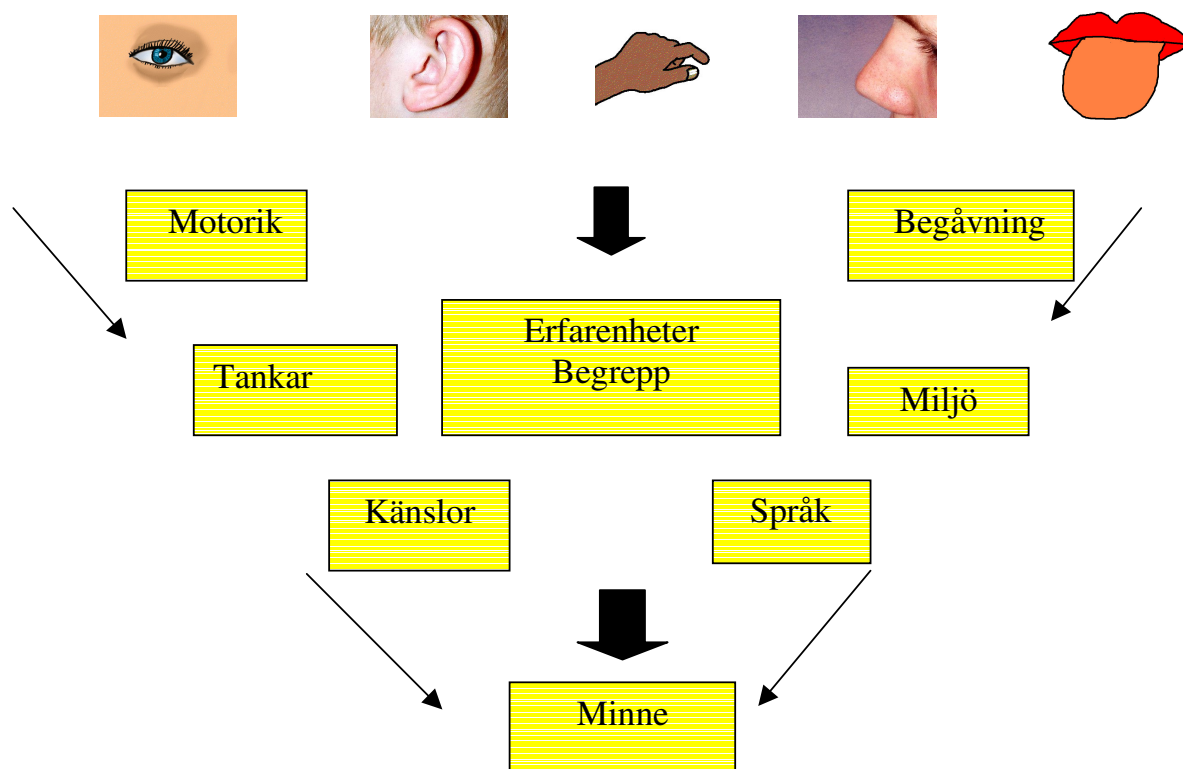 Motorik
Begåvning
Erfarenheter
Begrepp
Tankar
Miljö
Känslor
Språk
Minne